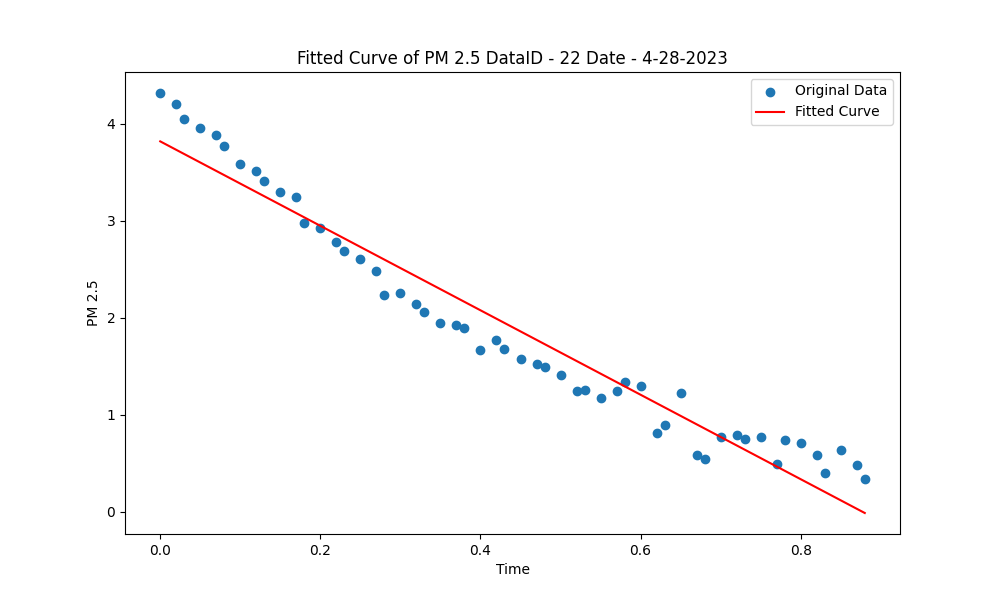 Fitted Curve of PM 2.5 DataID - 22 Date - 4-28-2023
Original Data
Fitted Curve
4
3
2
1
0
PM 2.5
0.0 0.2 0.4 0.6 0.8
Time